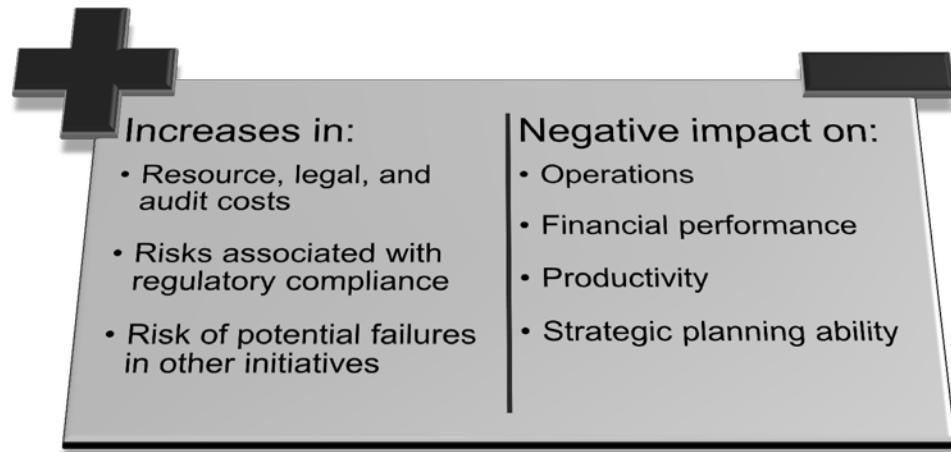 Increases in:
• Resource, legal, and
audit costs
• Risks associated with
regulatory compliance
• Risk of potential failures
in other initiatives
Negative impact on:
• Operations
• Financial performance
• Productivity
• Strategic planning ability